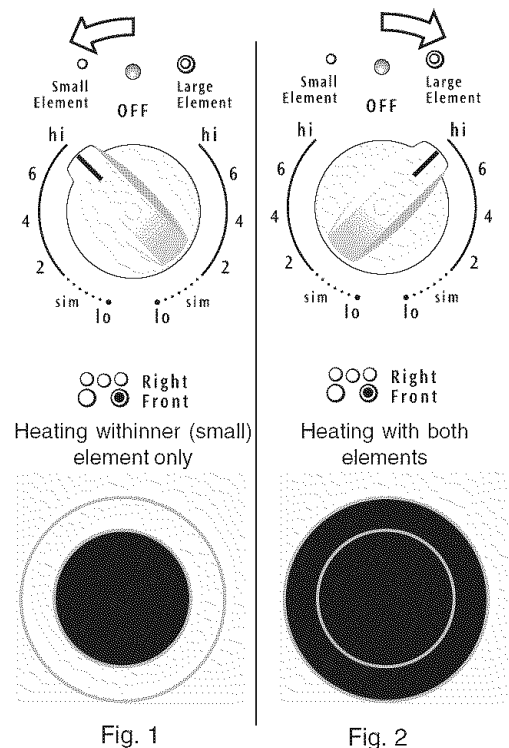 Small
Element
Large
Element
OFF
hi
hi
6
6
4
4
2
2
sim
sim
lo
lo
Right
Front
Heating withinner (small)
element only
Fig. 1
Small
Element
Large
Element
OFF
hi
hi
6
6
4
4
2
2
sim
sim
lo
lo
Right
Front
Heating with both
elements
Fig. 2